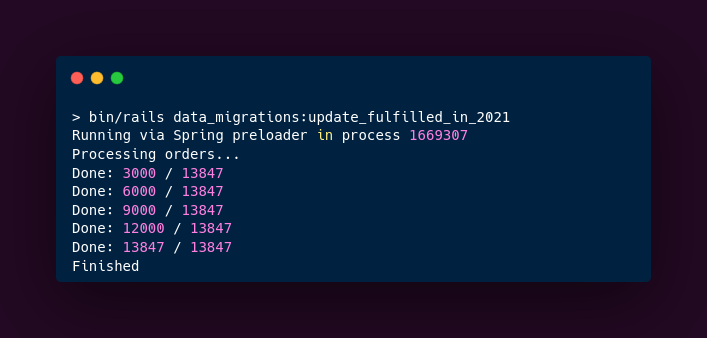 > bin/rails data_migrations:update_fulfilled_in_2021
Running via Spring preloader in process 1669307
Processing orders...
Done: 3000 / 13847
Done: 6000 / 13847
Done: 9000 / 13847
Done: 12000 / 13847
Done: 13847 / 13847
Finished